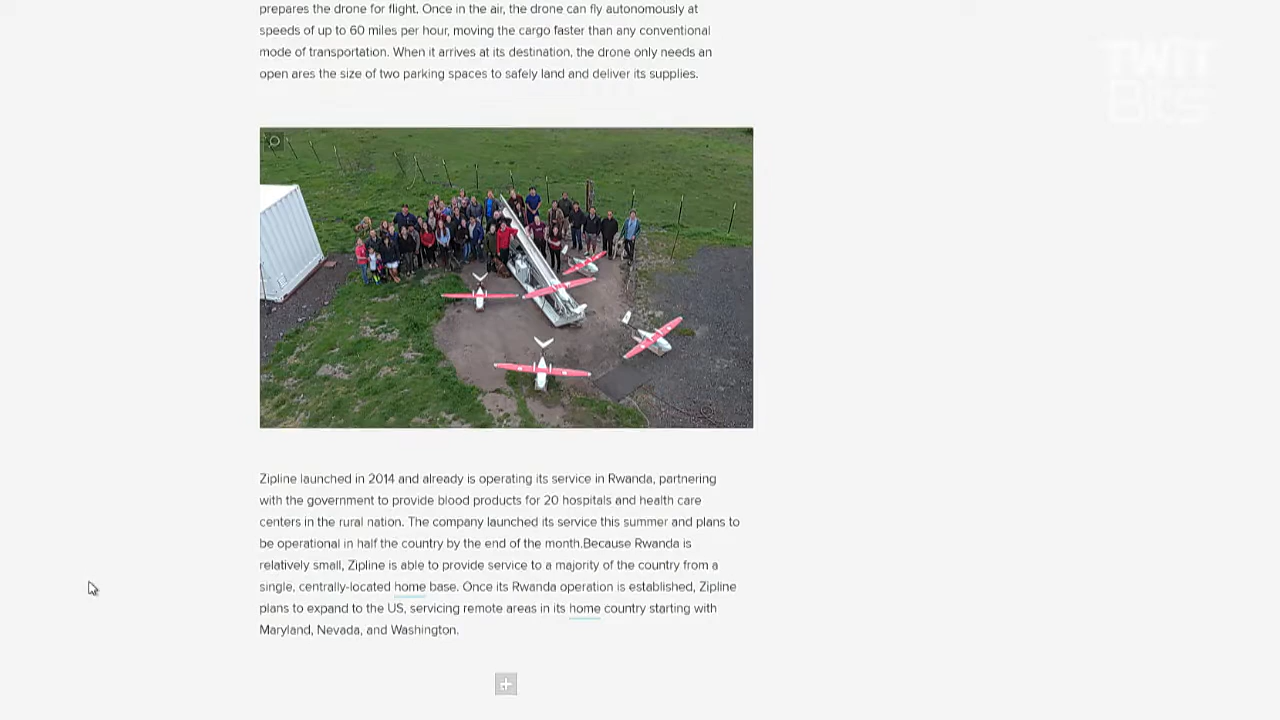 prepares the drone for flight. Once in the air, the drone can fly autonomously at
speeds of up to 60 miles per hour, moving the cargo faster than any conventional
mode of transportation. When it arrives at its destination, the drone only needs an
open ares the size of two parking spaces to safely land and deliver its supplies.
TWiT
Bits
Zipline launched in 2014 and already is operating its service in Rwanda, partnering
with the government to provide blood products for 20 hospitals and health care
centers in the rural nation. The company launched its service this summer and plans to
be operational in half the country by the end of the month.Because Rwanda is
relatively small, Zipline is able to provide service to a majority of the country from a
single, centrally-located home base. Once its Rwanda operation is established, Zipline
plans to expand to the US, servicing remote areas in its home country starting with
Maryland, Nevada, and Washington.